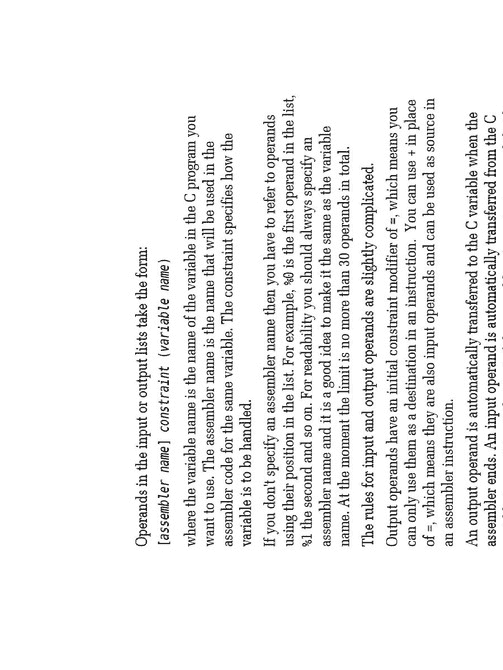 Operands in the input or output lists take the form:
[assembler name] constraint (variable name)
where the variable name is the name of the variable in the C program you
want to use. The assembler name is the name that will be used in the
assembler code for the same variable. The constraint specifies how the
variable is to be handled.
If you don't specify an assembler name then you have to refer to operands
using their position in the list. For example, %0 is the first operand in the list,
%1 the second and so on. For readability you should always specify an
assembler name and it is a good idea to make it the same as the variable
name. At the moment the limit is no more than 30 operands in total.
The rules for input and output operands are slightly complicated.
Output operands have an initial constraint modifier of =, which means you
can only use them as a destination in an instruction. You can use + in place
of =, which means they are also input operands and can be used as source in
an assembler instruction.
An output operand is automatically transferred to the C variable when the
assembler ends. An input operand is automatically transferred from the C